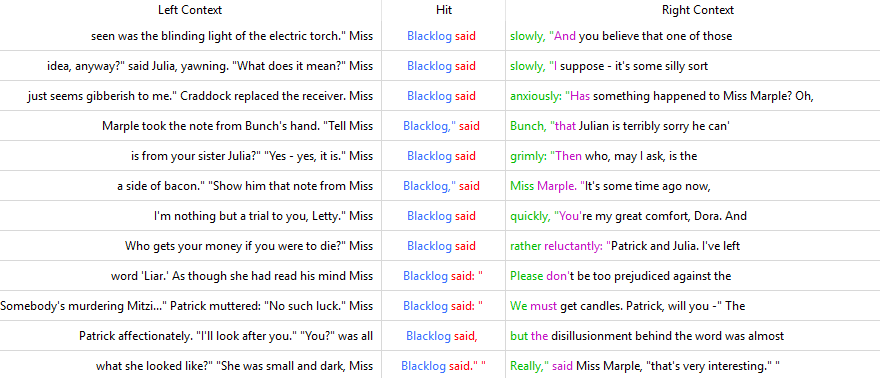 Left Context Hit Right Context
seen was the blinding light of the electric torch." Miss Blacklog said slowly, "And you believe that one of those
idea, anyway?" said Julia, yawning. "What does it mean?" Miss Blacklog said slowly, "I suppose - it's some silly sort
just seems gibberish to me." Craddock replaced the receiver. Miss Blacklog said anxiously: "Has something happened to Miss Marple? Oh,
Marple took the note from Bunch's hand. "Tell Miss Blacklog," said Bunch, "that Julian is terribly sorry he can'
is from your sister Julia?" "Yes - yes, it is." Miss Blacklog said grimly: "Then who, may I ask, is the
a side of bacon." "Show him that note from Miss Blacklog," said Miss Marple. "It's some time ago now,
I'm nothing but a trial to you, Letty." Miss Blacklog said quickly, "You're my great comfort, Dora. And
Who gets your money if you were to die?" Miss Blacklog said rather reluctantly: "Patrick and Julia. I've left
word 'Liar.' As though she had read his mind Miss Blacklog said: " Please don't be too prejudiced against the
Somebody's murdering Mitzi..." Patrick muttered: "No such luck." Miss Blacklog said: " We must get candles. Patrick, will you -" The
Patrick affectionately. "I'll look after you." "You?" was all Blacklog said, but the disillusionment behind the word was almost
what she looked like?" "She was small and dark, Miss Blacklog said." " Really," said Miss Marple, "that's very interesting." "